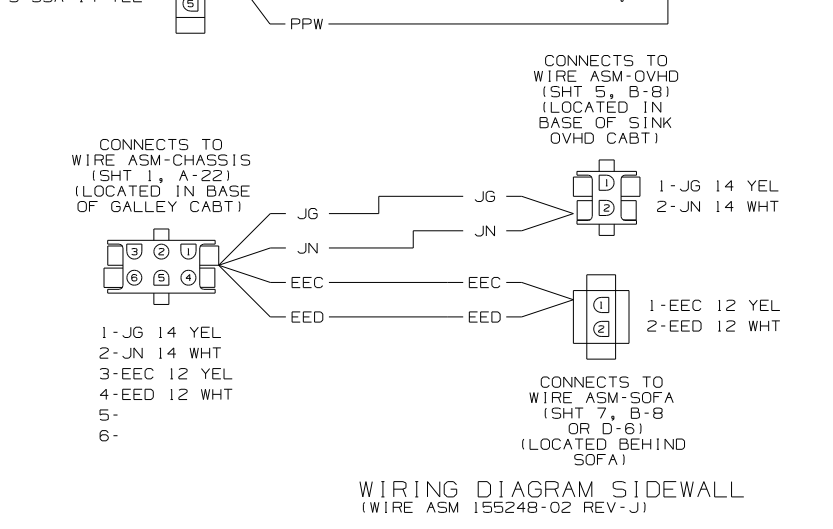 PPW
5
CONNECTS TO
WIRE ASM-OVHD
(SHT 5, B-8)
(LOCATED IN
BASE OF SINK
OVHD CABT)
CONNECTS TO
WIRE ASM-CHASSIS
(SHT 1, A-22)
(LOCATED IN BASE
OF GALLEY CABT)
JG JG
JN JN
EEC EEC
EED EED
1
2
1-JG 14 YEL
2-JN 14 WHT
3 2 1
6 5 4
1
2
1-EEC 12 YEL
2-EED 12 WHT
1-JG 14 YEL
2-JN 14 WHT
3-EEC 12 YEL
4-EED 12 WHT
5-
6-
CONNECTS TO
WIRE ASM-SOFA
(SHT 7, B-8
OR D-6)
(LOCATED BEHIND
SOFA)
WIRING DIAGRAM SIDEWALL
(WIRE ASM 155248-02 REV-J)